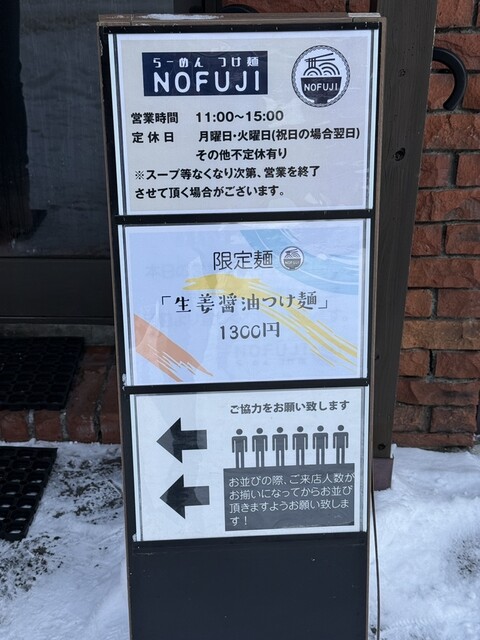 らーめん つけ麺
NOFUJI
NOFUJI
営業時間 11:00～15:00
定休日 月曜日・火曜日(祝日の場合翌日)
その他不定休有り
※スープ等なくなり次第、営業を終了
させて頂く場合がございます。
限定麺
NOFUJI
「生姜醤油つけ麺」
1300円
ご協力をお願い致します
お並びの際、ご来店人数が
お揃いになってからお並び
頂きますようお願い致しま
す！